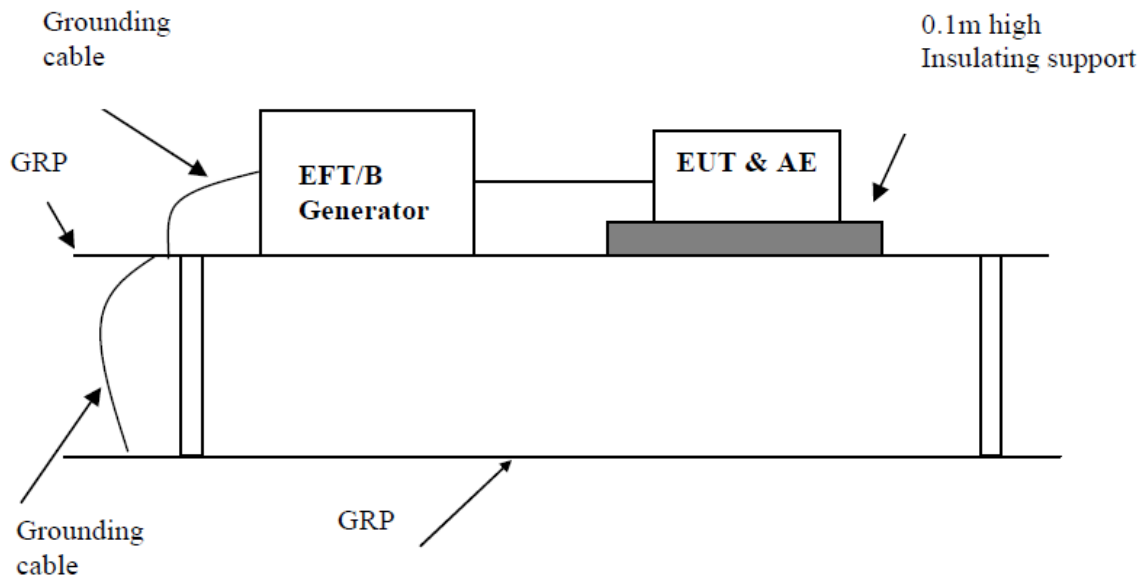 Grounding
cable
0.1m high
Insulating support
GRP
EFT/B
Generator
EUT & AE
Grounding
cable
GRP